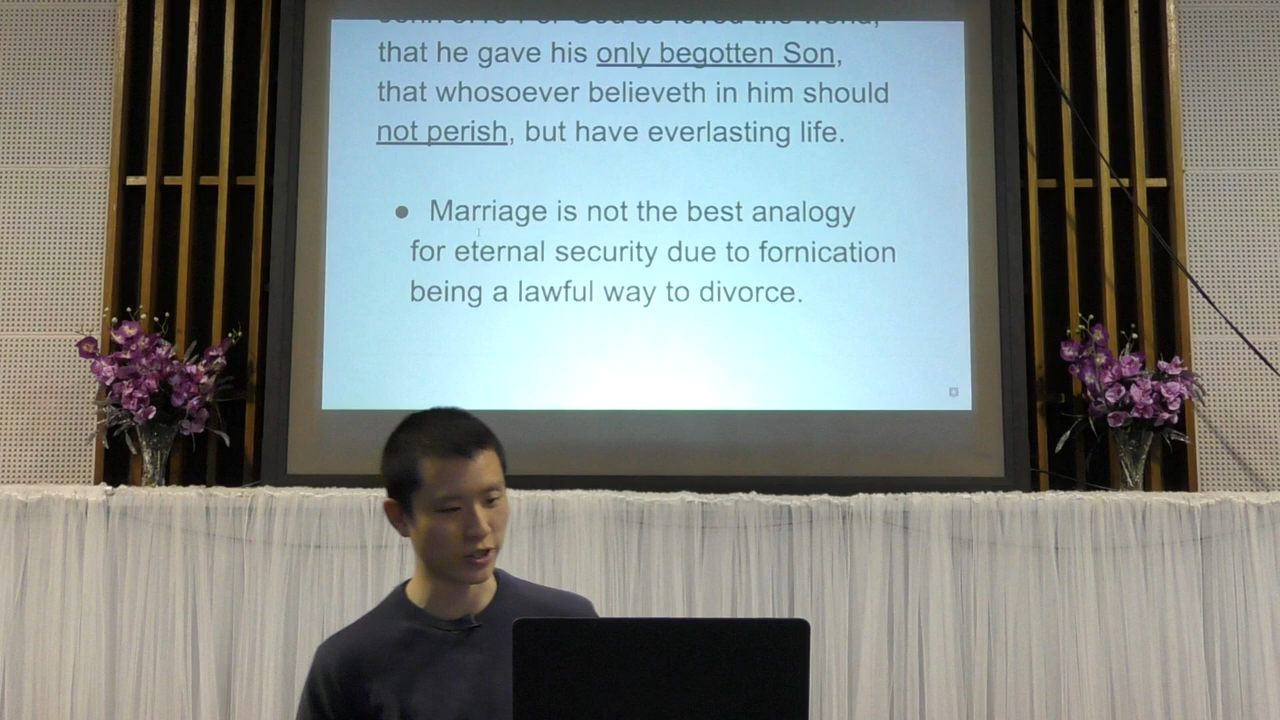 that he gave his only begotten Son,
that whosoever believeth in him should
not perish, but have everlasting life.
● Marriage is not the best analogy
for eternal security due to fornication
being a lawful way to divorce.